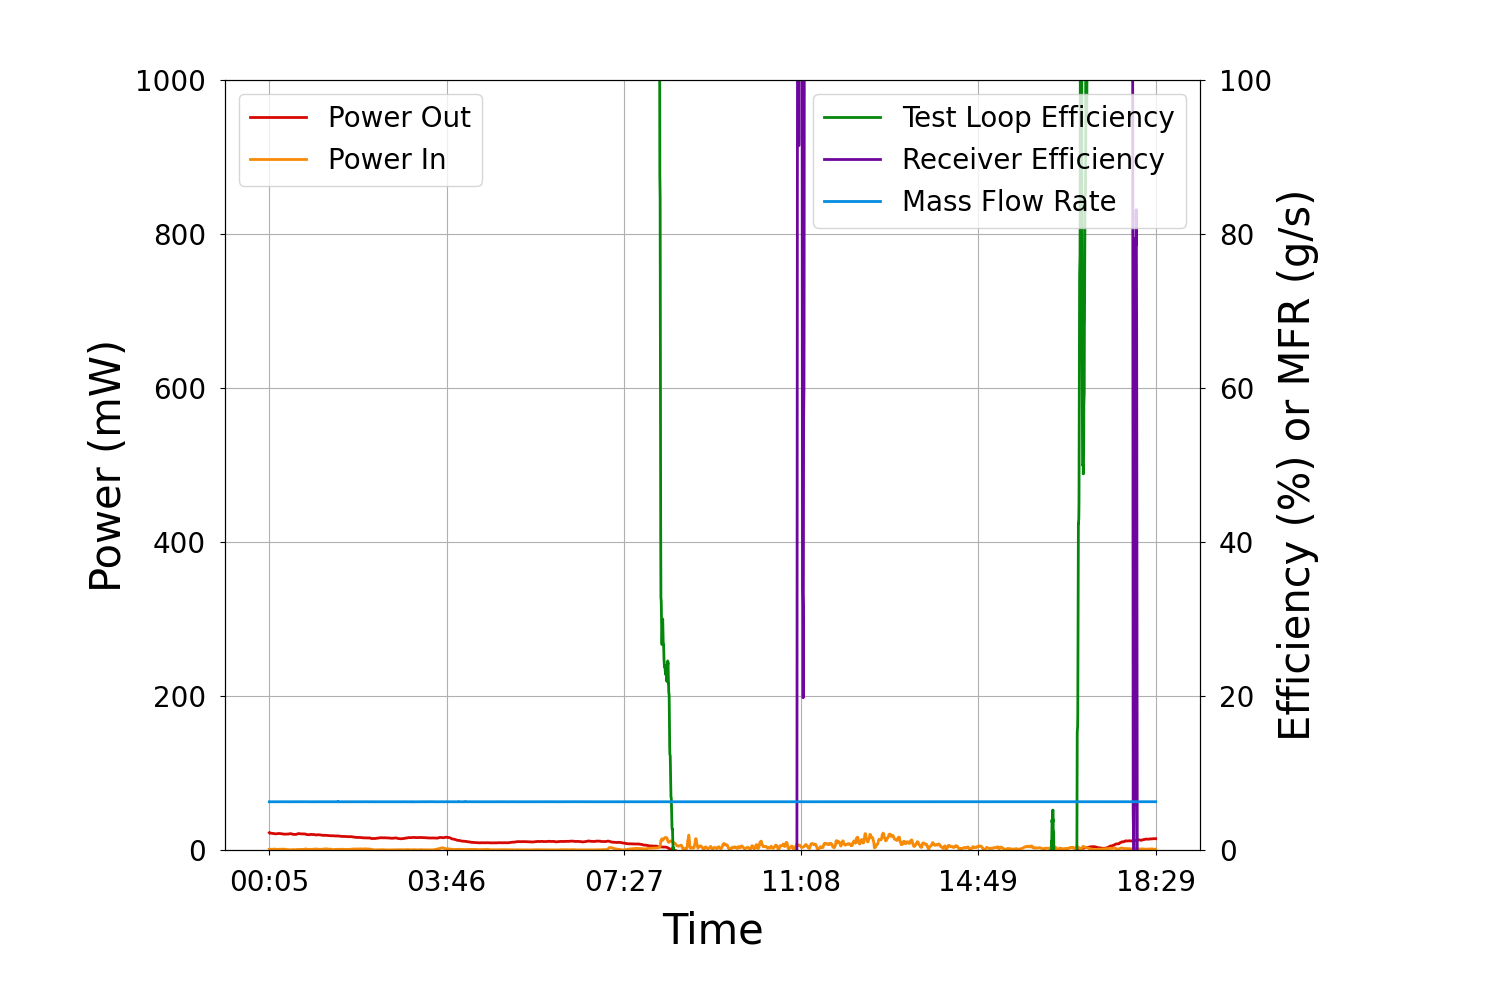 1000
800
600
400
200
0
Power (mW)
Power Out
Power In
Test Loop Efficiency
Receiver Efficiency
Mass Flow Rate
100
80
60
40
20
0
Efficiency (%) or MFR (g/s)
00:05 03:46 07:27 11:08 14:49 18:29
Time